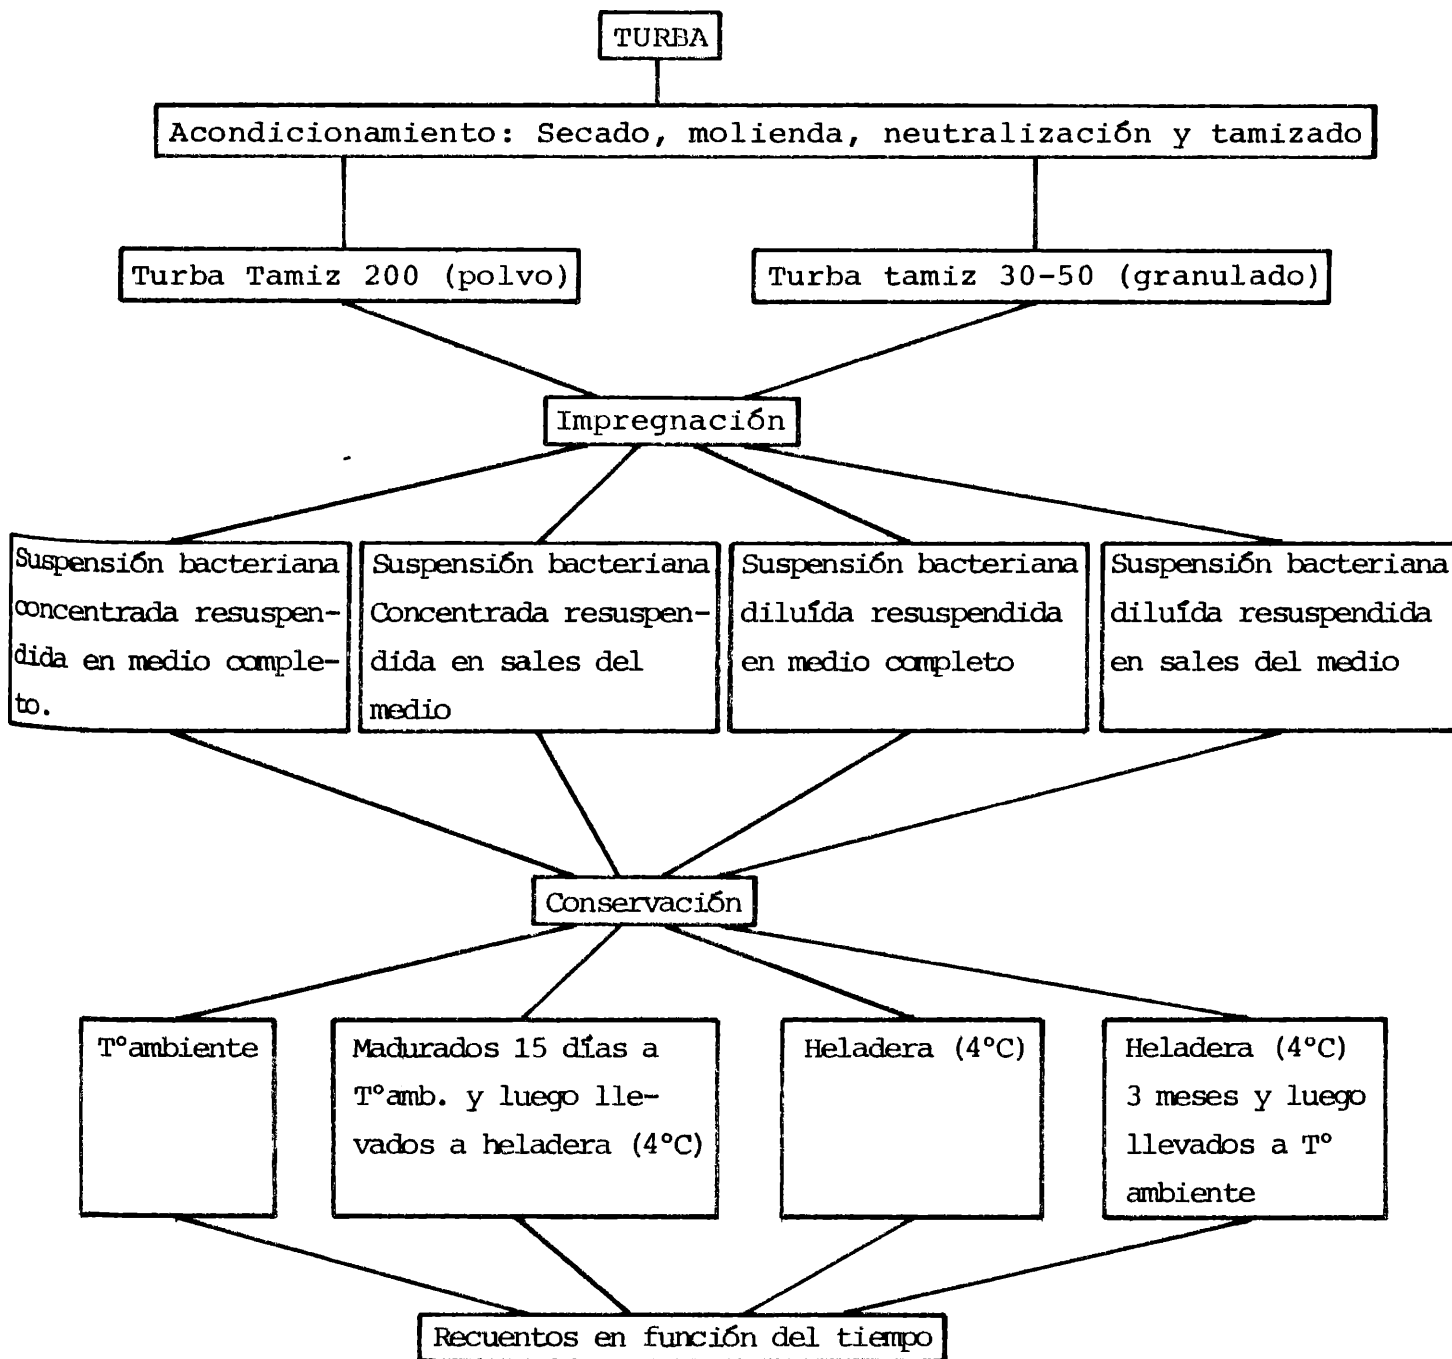 TURBA
Acondicionamiento: Secado, molienda, neutralización y tamizado
Turba Tamiz 200 (polvo)
Turba tamiz 30-50 (granulado)
Impregnación
Suspensión bacteriana
concentrada resuspen-
dida en medio comple-
to.
Suspensión bacteriana
Concentrada resuspen-
dida en sales del
medio
Suspensión bacteriana
diluída resuspendida
en medio completo
Suspensión bacteriana
diluída resuspendida
en sales del medio
Conservación
T°ambiente
Madurados 15 días a
T°amb. y luego lle-
vados a heladera (4°C)
Heladera (4°C)
Heladera (4°C)
3 meses y luego
llevados a T°
ambiente
Recuentos en función del tiempo